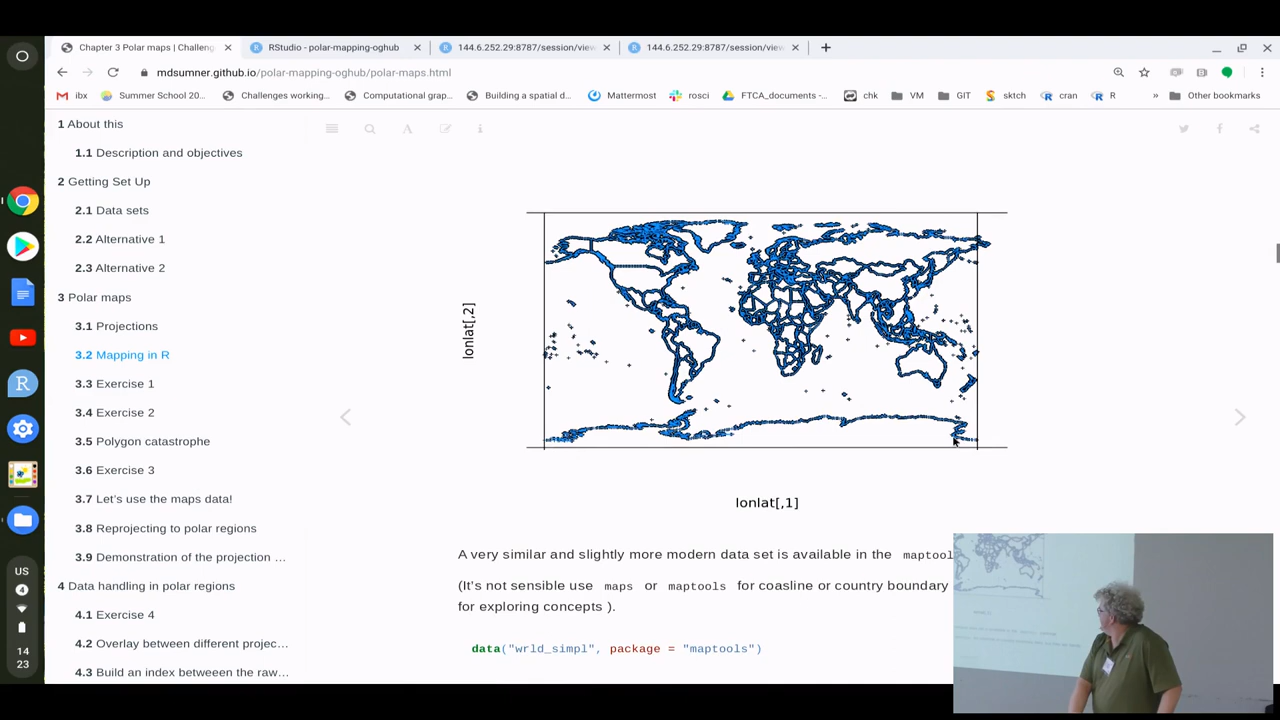 Chapter 3 Polar maps | Challeng
RStudio - polar-mapping-oghub
144.6.252.29:8787/session/view
144.6.252.29:8787/session/view
mdsumner.github.io/polar-mapping-oghub/polar-maps.html
ibx
Summer School 20...
Challenges working...
Computational grap...
Building a spatial d...
Mattermost
rosci
FTCA_documents -...
chk
VM
GIT
sktch
cran
R
»
Other bookmarks
1 About this
1.1 Description and objectives
2 Getting Set Up
2.1 Data sets
2.2 Alternative 1
2.3 Alternative 2
3 Polar maps
3.1 Projections
3.2 Mapping in R
3.3 Exercise 1
3.4 Exercise 2
3.5 Polygon catastrophe
3.6 Exercise 3
3.7 Let's use the maps data!
3.8 Reprojecting to polar regions
3.9 Demonstration of the projection ...
4 Data handling in polar regions
4.1 Exercise 4
4.2 Overlay between different projec...
4.3 Build an index betweeen the raw...
lonlat[,2]
lonlat[,1]
A very similar and slightly more modern data set is available in the maptool
(It's not sensible use maps or maptools for coasline or country boundary
for exploring concepts ).
data("wrld_simpl", package = "maptools")
US
4
14
23